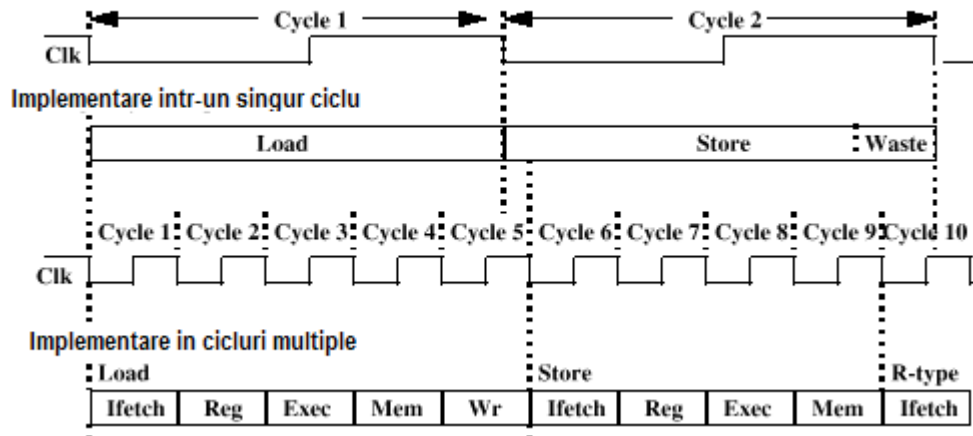 Cycle 1 Cycle 2
Clk
Implementare intr-un singur ciclu
Load Store Waste
Cycle 1 Cycle 2 Cycle 3 Cycle 4 Cycle 5 Cycle 6 Cycle 7 Cycle 8 Cycle 9 Cycle 10
Clk
Implementare in cicluri multiple
Load Store R-type
Ifetch Reg Exec Mem Wr Ifetch Reg Exec Mem Ifetch